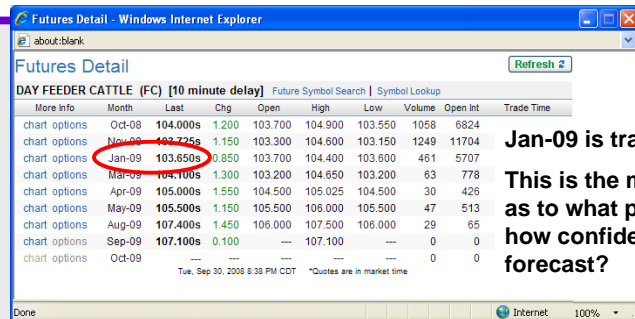 Futures Detail - Windows Internet Explorer
about:blank
Futures Detail
Refresh
DAY FEEDER CATTLE (FC) [10 minute delay] Future Symbol Search | Symbol Lookup
More Info Month Last Chg Open High Low Volume Open Int Trade Time
chart options Oct-08 104.000s 1.200 103.700 104.900 103.550 1058 6824
chart options Nov-08 103.725s 1.150 103.300 104.600 103.150 1249 11704
chart options Jan-09 103.650s 0.850 103.700 104.400 103.600 461 5707
chart options Mar-09 104.100s 1.300 103.200 104.650 103.200 63 778
chart options Apr-09 105.000s 1.550 104.500 105.025 104.500 30 426
chart options May-09 105.500s 1.150 105.500 106.000 105.500 47 513
chart options Aug-09 107.400s 1.450 106.000 107.500 106.000 29 65
chart options Sep-09 107.100s 0.100 --- 107.100 --- 0 0
chart options Oct-09 --- --- --- --- --- 0 0
Tue, Sep 30, 2008 8:38 PM CDT *Quotes are in market time
Jan-09 is tra
This is the
as to what
how
forecast?
Done
Internet 100%